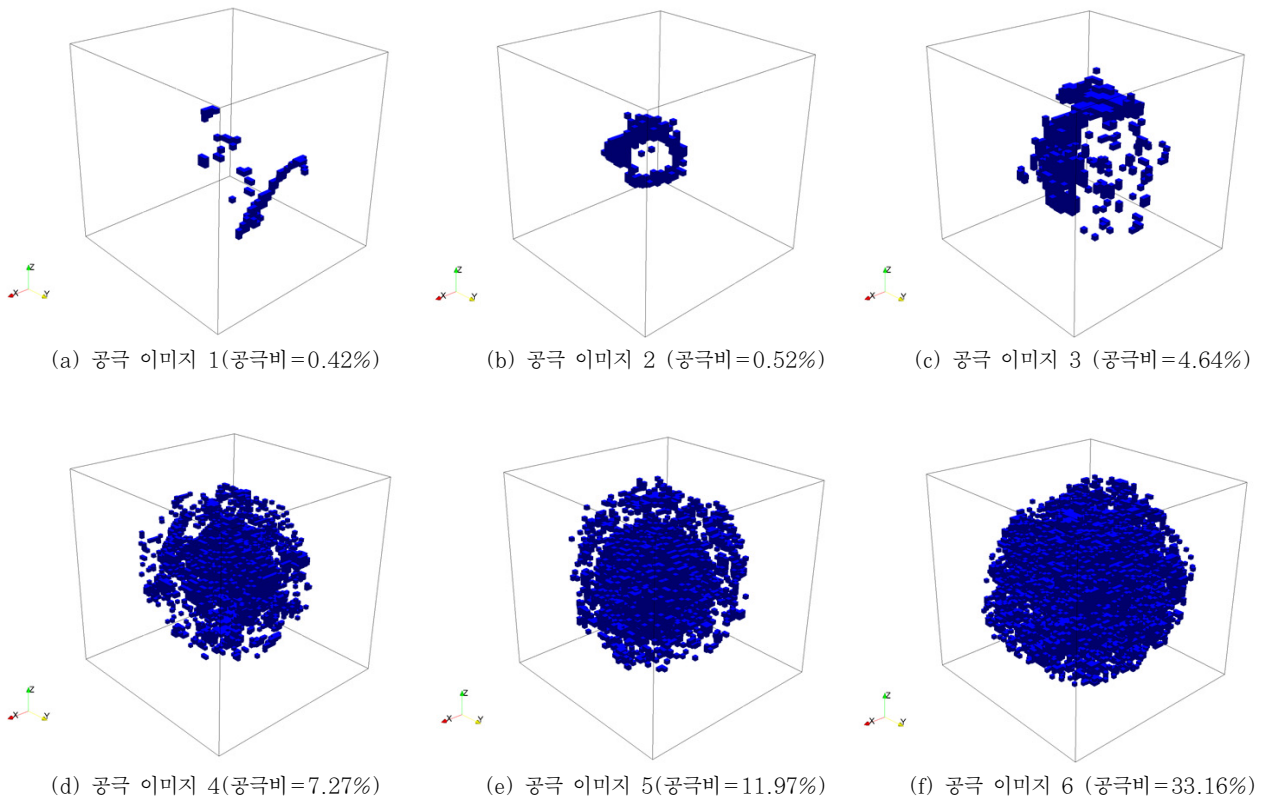 Z
X Y
Z
X Y
Z
X Y
(a) 공극 이미지 1(공극비=0.42%)
(b) 공극 이미지 2 (공극비=0.52%)
(c) 공극 이미지 3 (공극비=4.64%)
Z
X Y
Z
X Y
Z
X Y
(d) 공극 이미지 4(공극비=7.27%)
(e) 공극 이미지 5(공극비=11.97%)
(f) 공극 이미지 6 (공극비=33.16%)